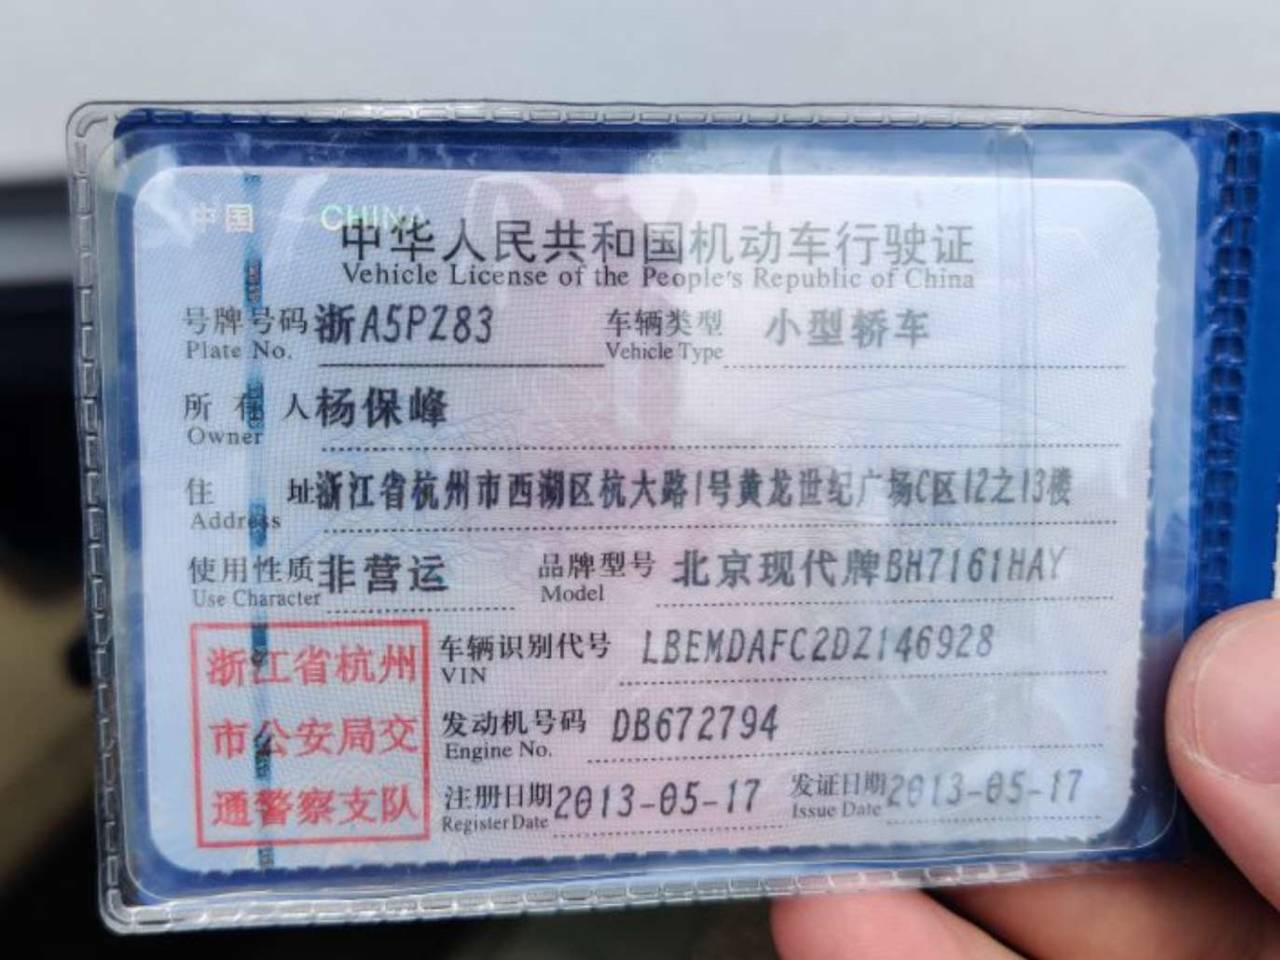 中国 CHINA
中华人民共和国机动车行驶证
Vehicle License of the People's Republic of China
号牌号码 浙A5PZ83 车辆类型 小型轿车
Plate No. Vehicle Type
所有人 杨保峰
Owner
住址 浙江省杭州市西湖区杭大路1号黄龙世纪广场C区12之13楼
Address
使用性质 非营运 品牌型号 北京现代牌BH7161HAY
Use Character Model
浙江省杭州
市公安局交
通警察支队
车辆识别代号 LBEMDAFC2DZ146928
VIN
发动机号码 DB672794
Engine No.
注册日期 2013-05-17 发证日期 2013-05-17
Register Date Issue Date